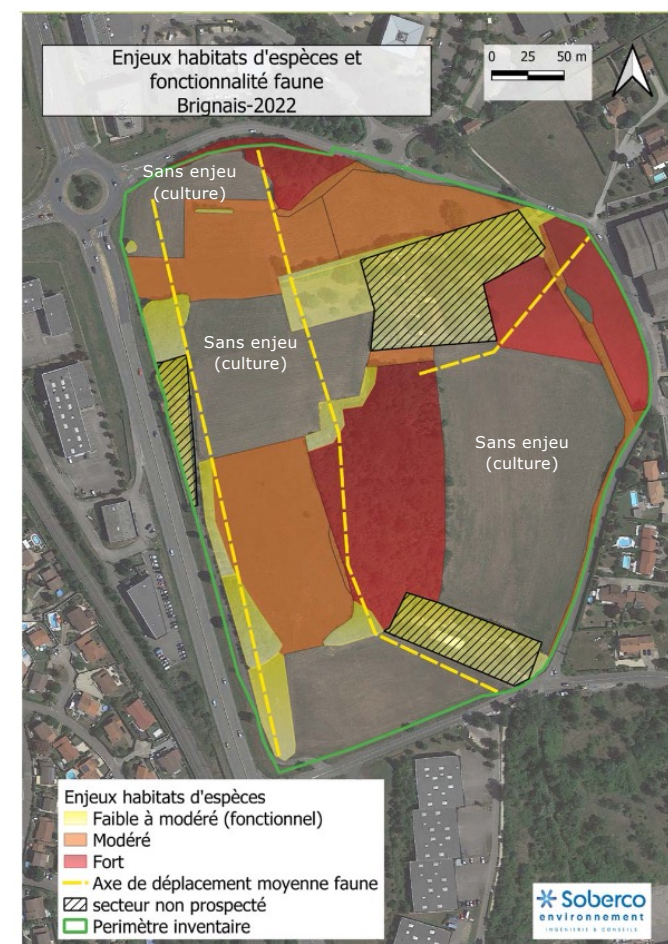 Enjeux habitats d'espèces et
fonctionnalité faune
Brignais-2022
0 25 50 m
Sans enjeu
(culture)
Sans enjeu
(culture)
Sans enjeu
(culture)
Enjeux habitats d'espèces
Faible à modéré (fonctionnel)
Modéré
Fort
Axe de déplacement moyenne faune
secteur non prospecté
Perimètre inventaire
Soberco
environnement
INGÉNIERIE & CONSEILS